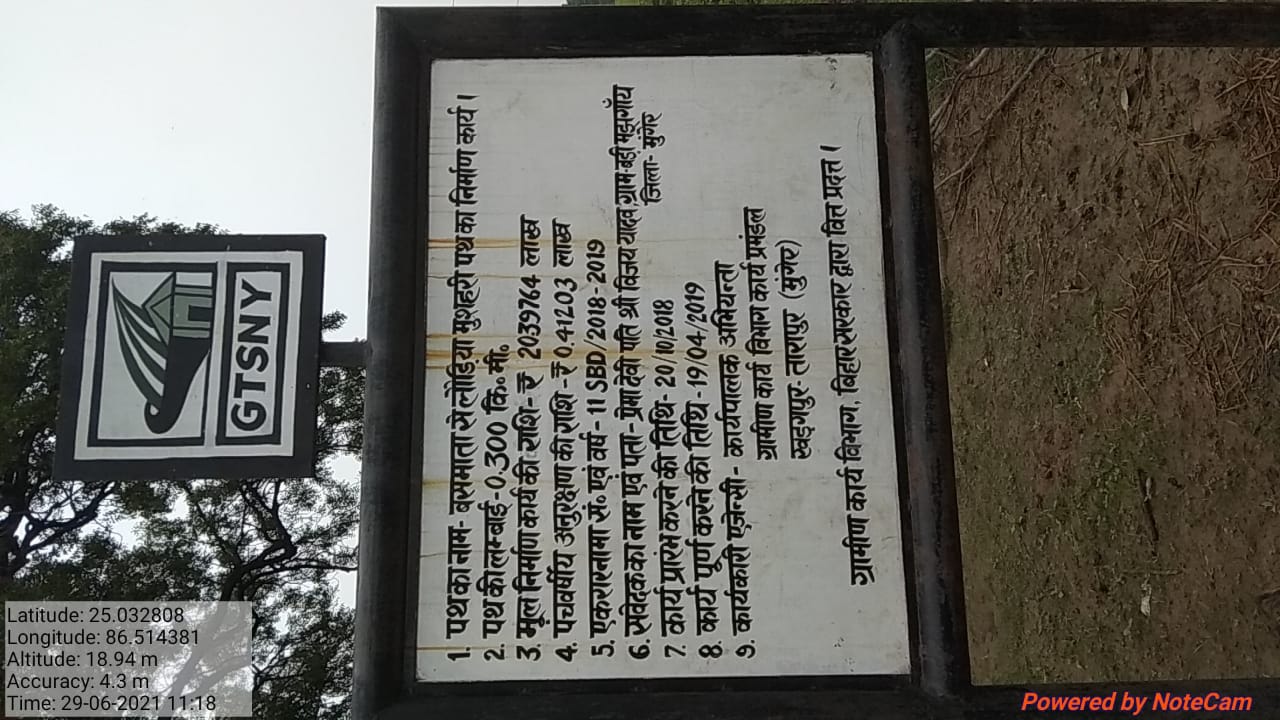 GTSNY
1. पथ का नाम- बरममाता से लोड़िया मुशहरी पथ का निर्माण कार्य ।
2. पथ की लम्बाई -0.300 कि॰ मी॰
3. मूल निर्माण कार्य की राशि- ₹ 20.39764 लाख
4. पंचवर्षीय अनुरक्षण की राशि -₹ 0.41203 लाख
5. एकरारनामा सं॰ एवं वर्ष - 11 SBD/2018-2019
6. संवेदक का नाम एवं पता - प्रेमा देवी पति श्री विजय यादव, ग्राम-बड़ी मझगाँय
जिला- मुंगेर
7. कार्य प्रारंभ करने की तिथि- 20/10/2018
8. कार्य पूर्ण करने की तिथि - 19/04/2019
9. कार्यकारी एजेन्सी - कार्यपालक अभियन्ता
ग्रामीण कार्य विभाग कार्य प्रमंडल
खड़गपुर- तारापुर (मुंगेर)
ग्रामीण कार्य विभाग, बिहार सरकार द्वारा वित्त प्रदत्त ।
Latitude: 25.032808
Longitude: 86.514381
Altitude: 18.94 m
Accuracy: 4.3 m
Time: 29-06-2021 11:18
Powered by NoteCam